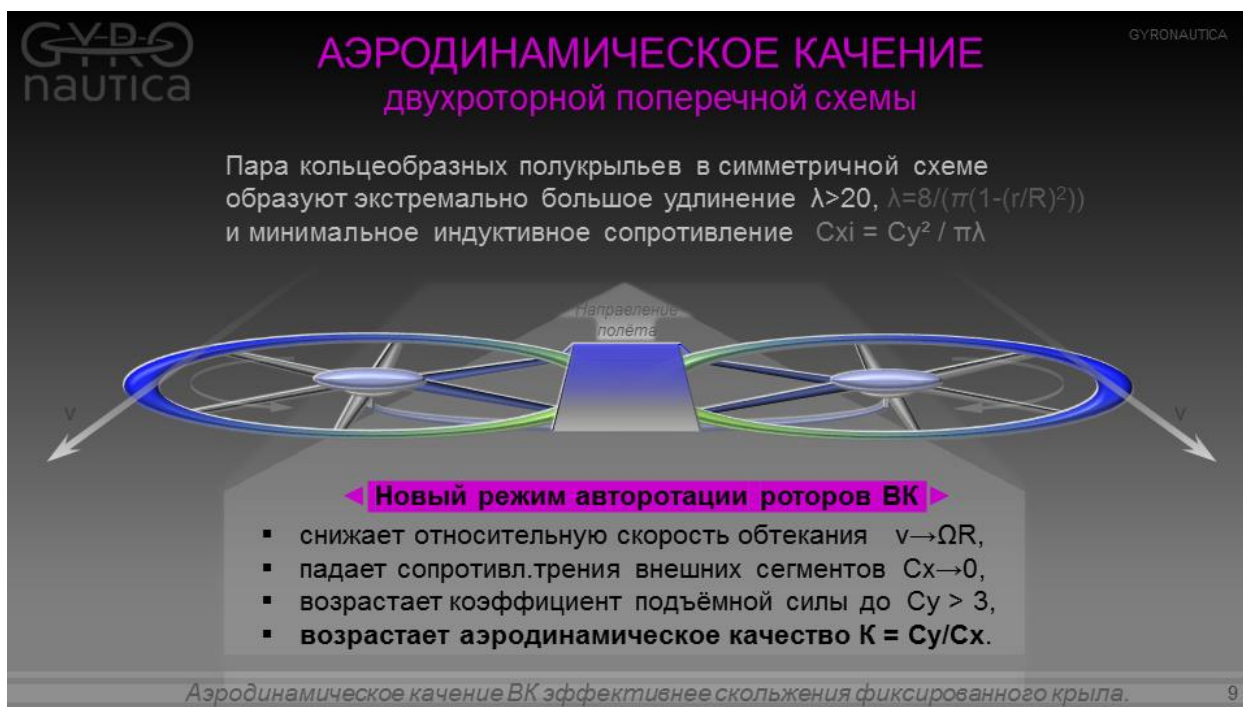 GYRO
nautica
GYRONAUTICA
АЭРОДИНАМИЧЕСКОЕ КАЧЕНИЕ
двухроторной поперечной схемы
Пара кольцеобразных полукрыльев в симметричной схеме
образуют экстремально большое удлинение λ>20, λ=8/(π(1-(r/R)²))
и минимальное индуктивное сопротивление Cxi = Cy² / πλ
Направление
полёта
v
v
◄ Новый режим авторотации роторов ВК ►
▪ снижает относительную скорость обтекания v→ΩR,
▪ падает сопротивл.трения внешних сегментов Cx→0,
▪ возрастает коэффициент подъёмной силы до Cy > 3,
▪ возрастает аэродинамическое качество K = Cy/Cx.
Аэродинамическое качение ВК эффективнее скольжения фиксированного крыла.
9